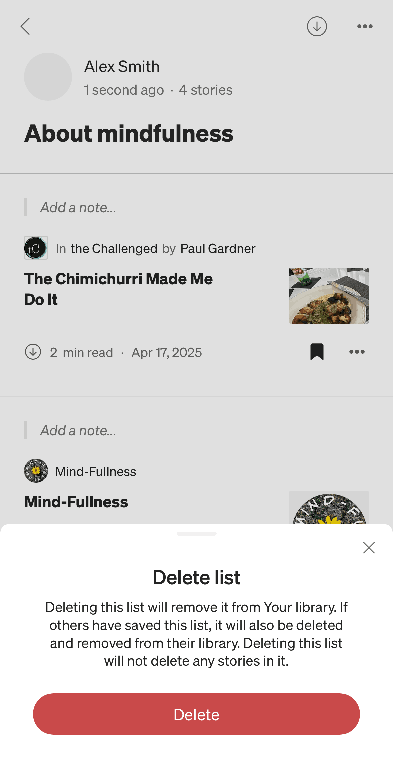 Alex Smith
1 second ago · 4 stories
About mindfulness
Add a note...
In the Challenged by Paul Gardner
The Chimichurri Made Me
Do It
2 min read · Apr 17, 2025
Add a note...
Mind-Fullness
Mind-Fullness
MIND-FU
Delete list
Deleting this list will remove it from Your library. If
others have saved this list, it will also be deleted
and removed from their library. Deleting this list
will not delete any stories in it.
Delete